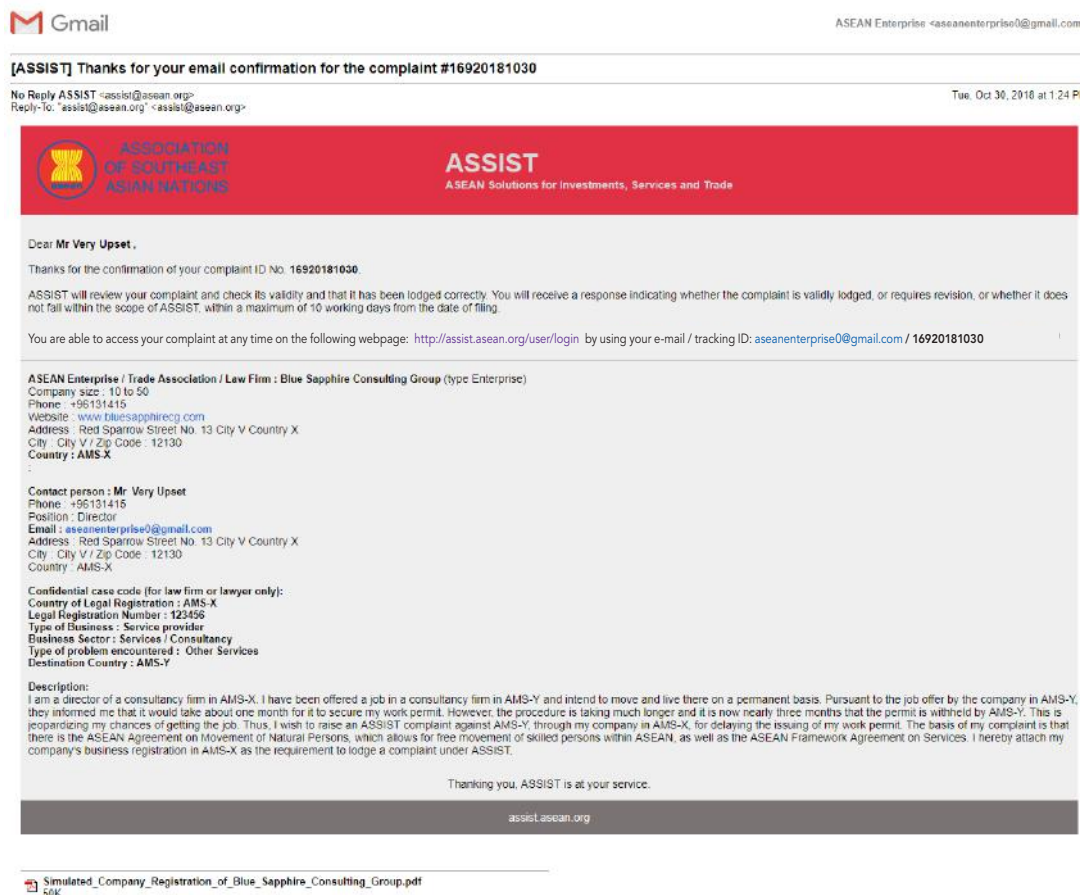 Gmail
ASEAN Enterprise <aseanenterprise0@gmail.com
[ASSIST] Thanks for your email confirmation for the complaint #16920181030
No Reply ASSIST <assist@asean.org>
Tue, Oct 30, 2018 at 1:24 P
Reply-To: "assist@asean.org" <assist@asean.org>
ASSOCIATION
OF SOUTHEAST
ASIAN NATIONS
ASSIST
ASEAN Solutions for Investments, Services and Trade
Dear Mr Very Upset ,
Thanks for the confirmation of your complaint ID No. 16920181030.
ASSIST will review your complaint and check its validity and that it has been lodged correctly. You will receive a response indicating whether the complaint is validly lodged, or requires revision, or whether it does
not fall within the scope of ASSIST, within a maximum of 10 working days from the date of filing.
You are able to access your complaint at any time on the following webpage: http://assist.asean.org/user/login by using your e-mail / tracking ID: aseanenterprise0@gmail.com / 16920181030
ASEAN Enterprise / Trade Association / Law Firm : Blue Sapphire Consulting Group (type Enterprise)
Company size : 10 to 50
Phone : +96131415
Website : www.bluesapphirecg.com
Address : Red Sparrow Street No. 13 City V Country X
City : City V / Zip Code : 12130
Country : AMS-X
:
Contact person : Mr Very Upset
Phone : +96131415
Position : Director
Email : aseanenterprise0@gmail.com
Address : Red Sparrow Street No. 13 City V Country X
City : City V / Zip Code : 12130
Country : AMS-X
Confidential case code (for law firm or lawyer only):
Country of Legal Registration : AMS-X
Legal Registration Number : 123456
Type of Business : Service provider
Business Sector : Services / Consultancy
Type of problem encountered : Other Services
Destination Country : AMS-Y
Description:
I am a director of a consultancy firm in AMS-X. I have been offered a job in a consultancy firm in AMS-Y and intend to move and live there on a permanent basis. Pursuant to the job offer by the company in AMS-Y,
they informed me that it would take about one month for it to secure my work permit. However, the procedure is taking much longer and it is now nearly three months that the permit is withheld by AMS-Y. This is
jeopardizing my chances of getting the job. Thus, I wish to raise an ASSIST complaint against AMS-Y, through my company in AMS-X, for delaying the issuing of my work permit. The basis of my complaint is that
there is the ASEAN Agreement on Movement of Natural Persons, which allows for free movement of skilled persons within ASEAN, as well as the ASEAN Framework Agreement on Services. I hereby attach my
company's business registration in AMS-X as the requirement to lodge a complaint under ASSIST.
Thanking you, ASSIST is at your service.
assist.asean.org
Simulated_Company_Registration_of_Blue_Sapphire_Consulting_Group.pdf
50K